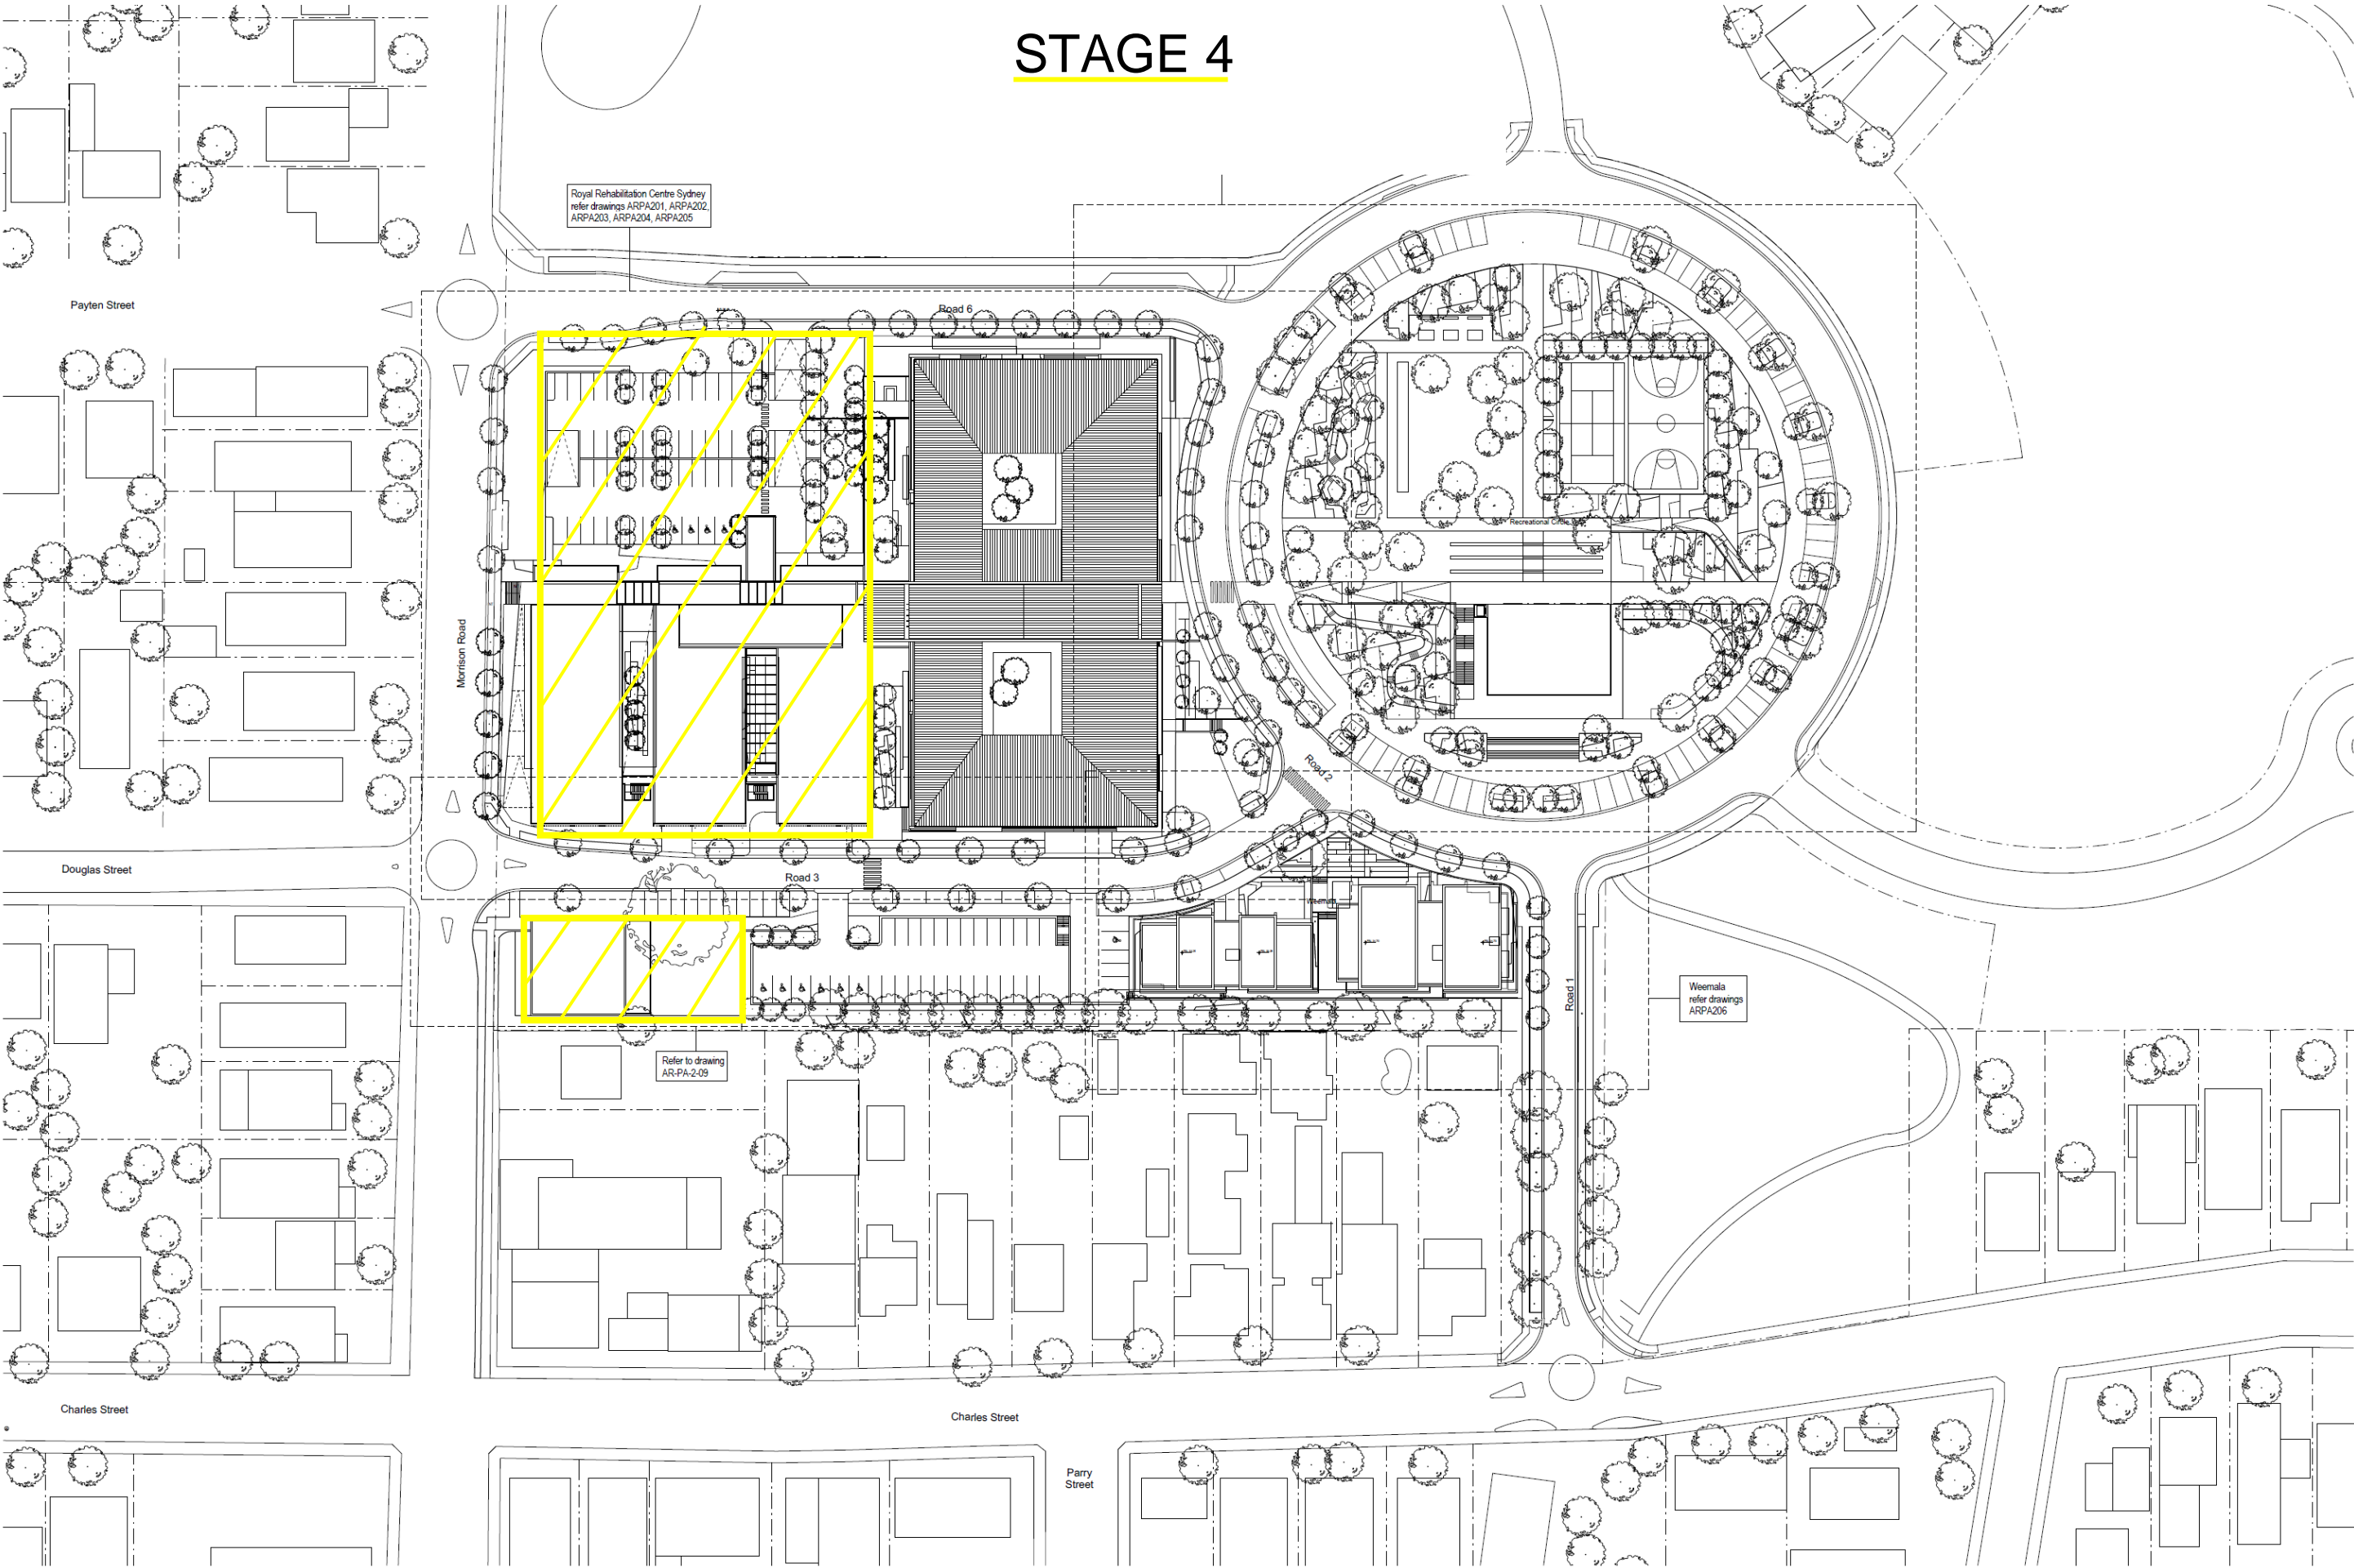 STAGE 4
Royal Rehabilitation Centre Sydney
refer drawings ARPA201, ARPA202,
ARPA203, ARPA204, ARPA205
Payten Street
Road 6
Recreational Circle
Morrison Road
Road 2
Douglas Street
Road 3
Weemala
Road 1
Weemala
refer drawings
ARPA206
Refer to drawing
AR-PA-2-09
Charles Street
Charles Street
Parry
Street